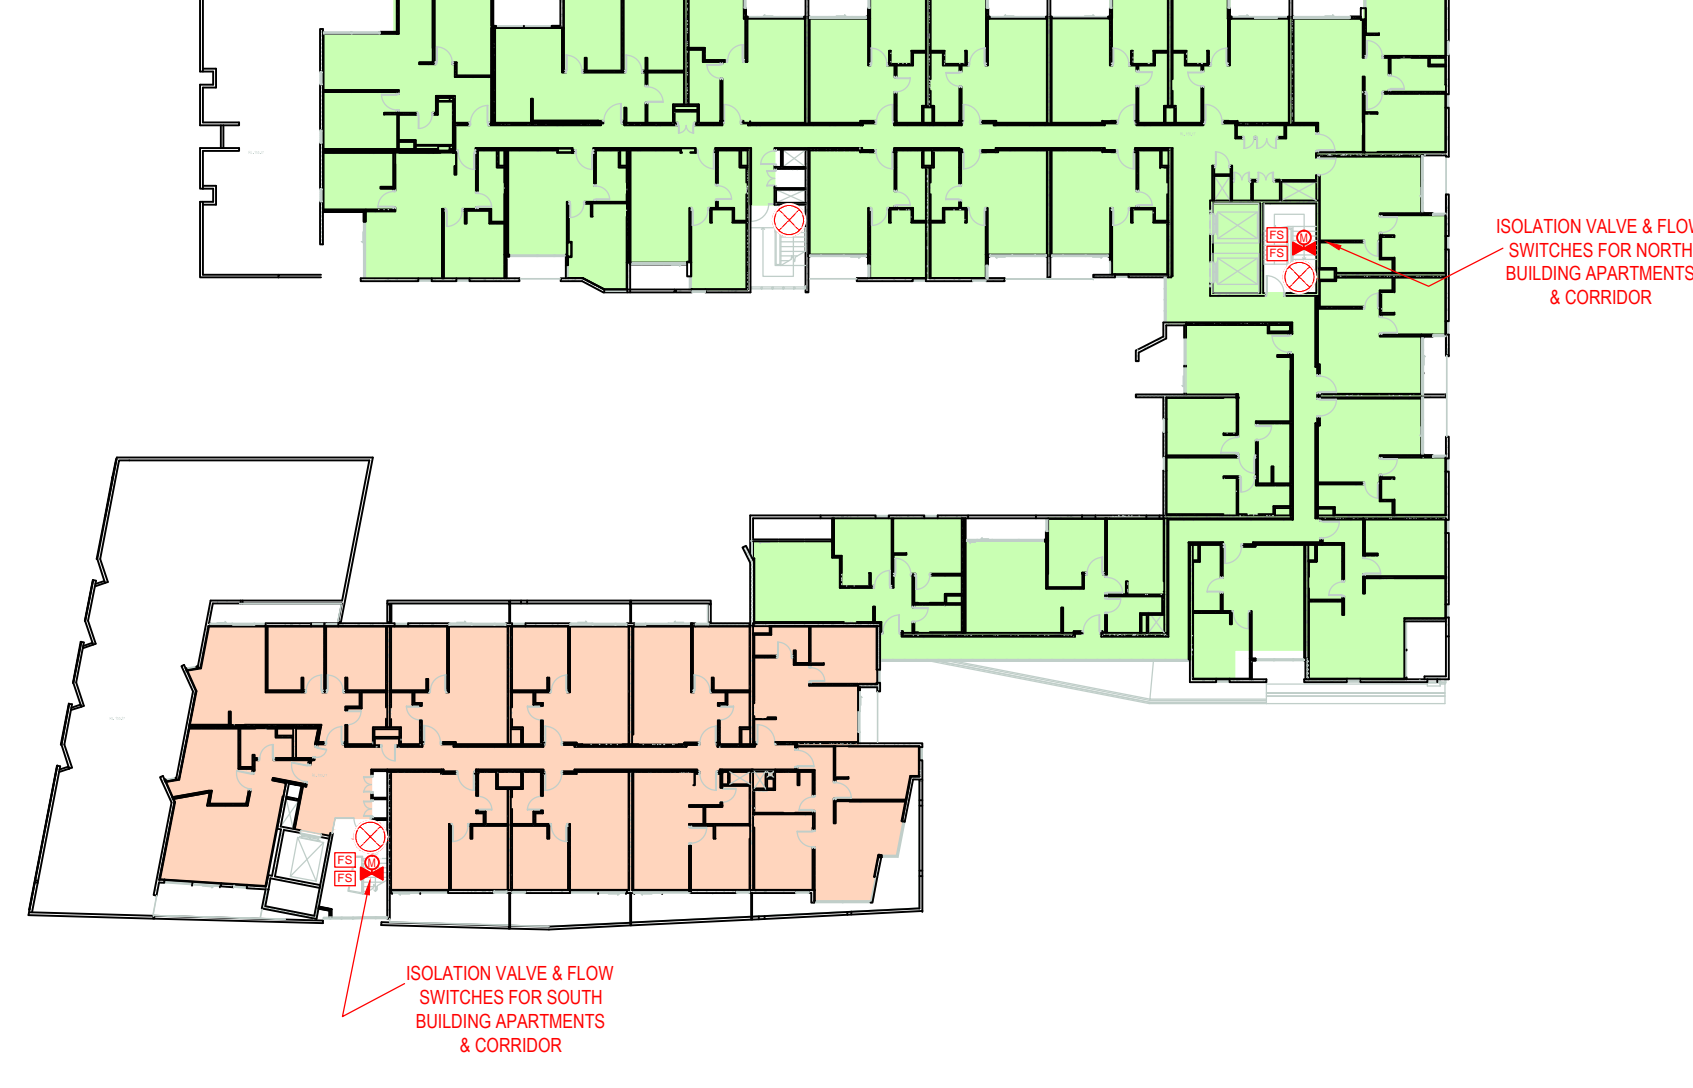 ISOLATION VALVE & FLOW
SWITCHES FOR NORTH
BUILDING APARTMENTS
& CORRIDOR
FS
M
FS
FS
M
FS
ISOLATION VALVE & FLOW
SWITCHES FOR SOUTH
BUILDING APARTMENTS
& CORRIDOR